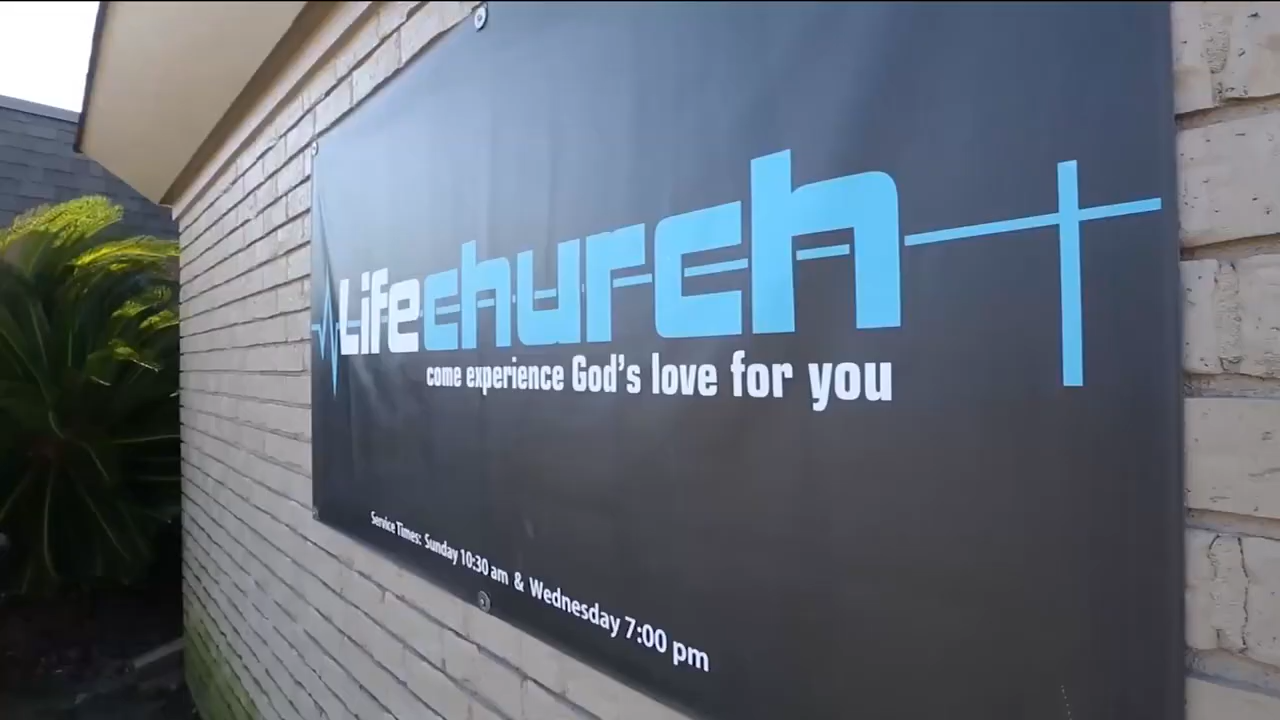 Lifechurch
come experience God's love for you
Service Times: Sunday 10:30 am & Wednesday 7:00 pm